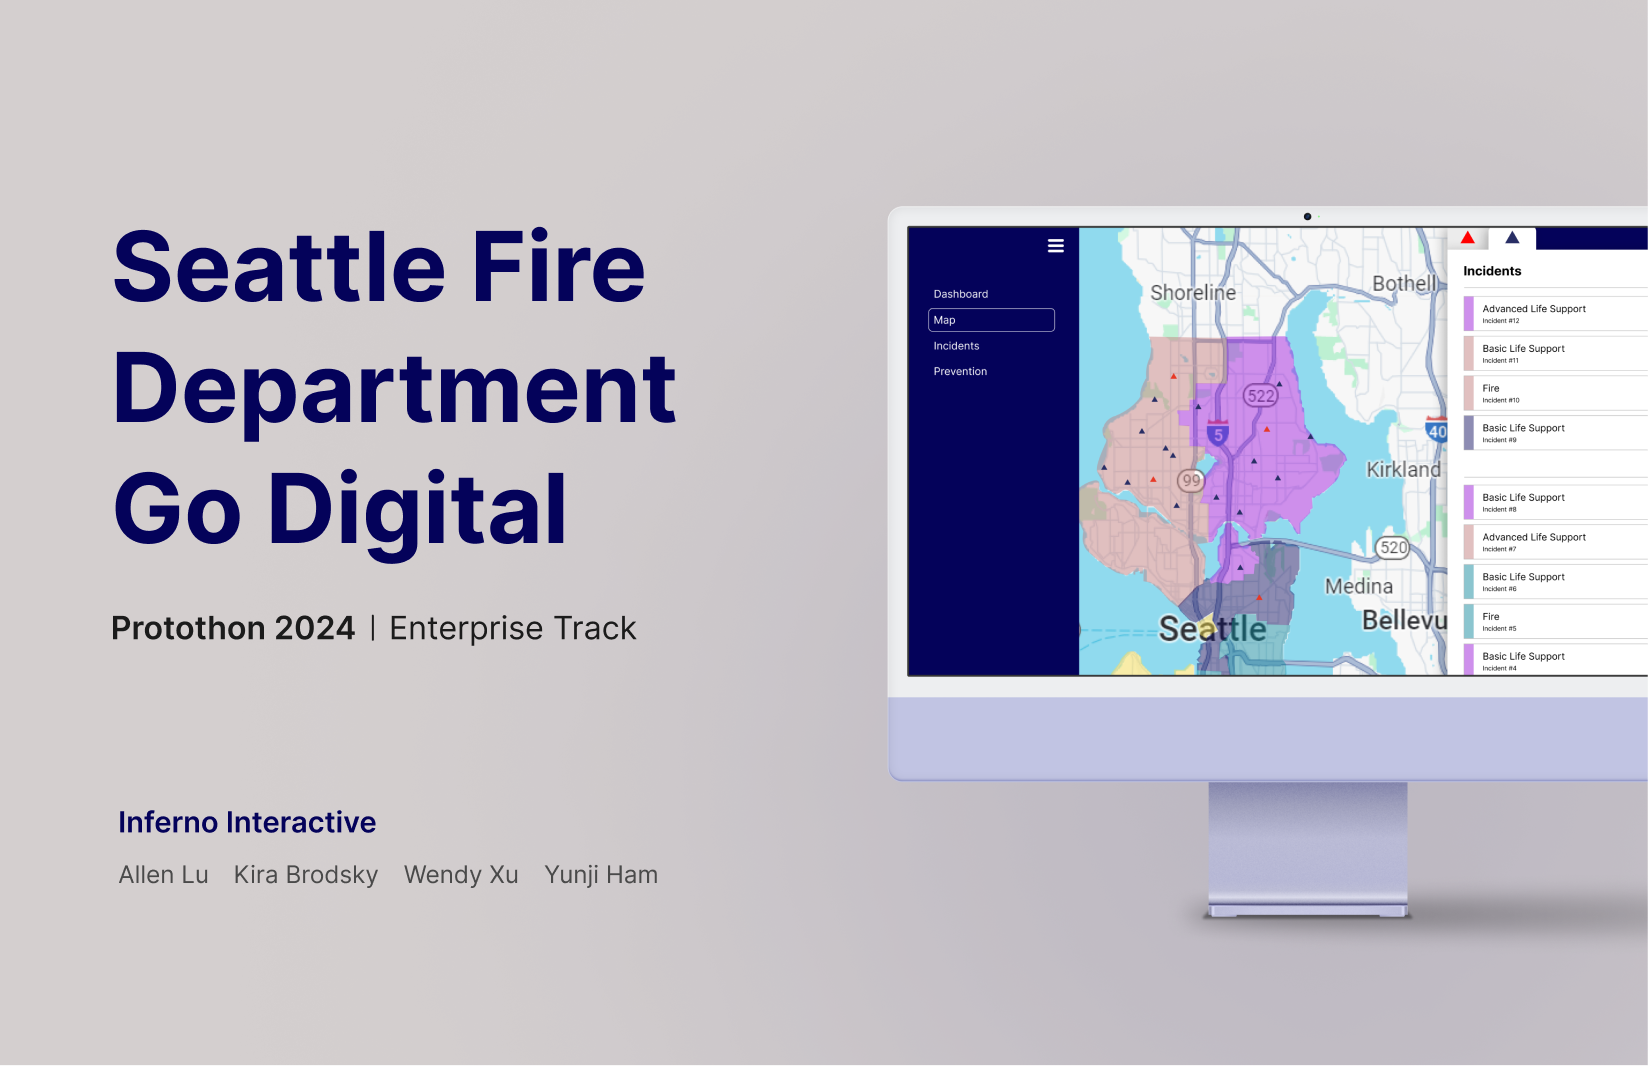 Seattle Fire
Department
Go Digital
Protothon 2024 | Enterprise Track
Inferno Interactive
Allen Lu Kira Brodsky Wendy Xu Yunji Ham
Dashboard
Map
Incidents
Prevention
Shoreline
Bothell
522
5
40
Kirkland
99
520
Medina
Seattle
Bellevu
Incidents
Advanced Life Support
Incident #12
Basic Life Support
Incident #11
Fire
Incident #10
Basic Life Support
Incident #9
Basic Life Support
Incident #8
Advanced Life Support
Incident #7
Basic Life Support
Incident #6
Fire
Incident #5
Basic Life Support
Incident #4